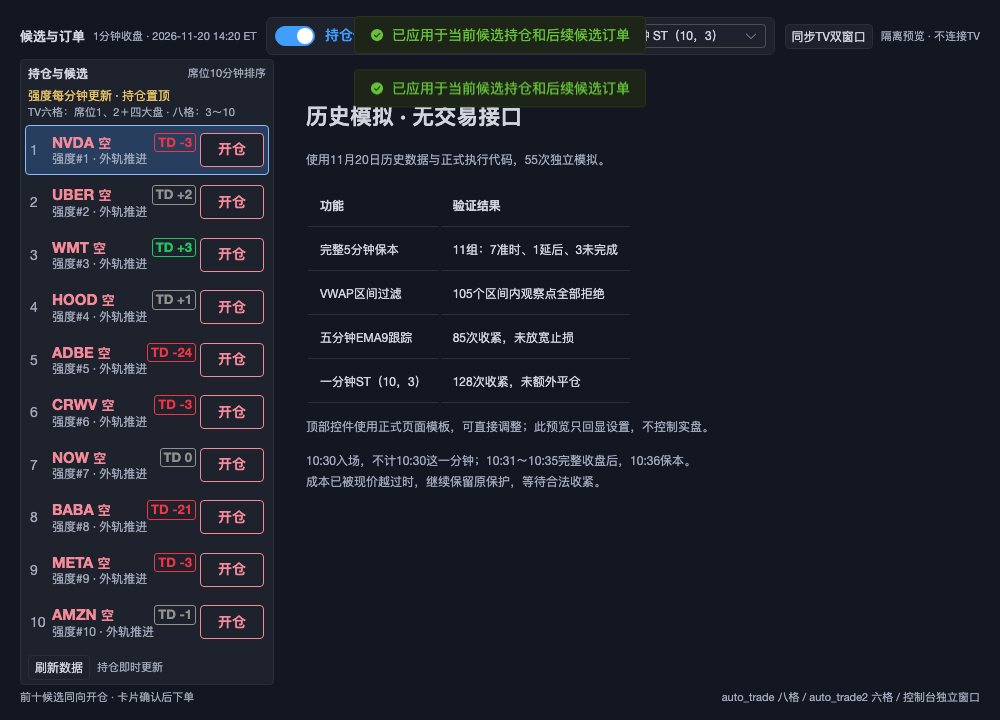 候选与订单 1分钟收盘 · 2026-11-20 14:20 ET 持仓 ST（10，3） 同步TV双窗口 隔离预览 · 不连接TV
已应用于当前候选持仓和后续候选订单
已应用于当前候选持仓和后续候选订单
持仓与候选 席位10分钟排序
强度每分钟更新 · 持仓置顶
TV六格：席位1、2＋四大盘 · 八格：3～10
1 NVDA 空 TD -3 开仓
强度#1 · 外轨推进
2 UBER 空 TD +2 开仓
强度#2 · 外轨推进
3 WMT 空 TD +3 开仓
强度#3 · 外轨推进
4 HOOD 空 TD +1 开仓
强度#4 · 外轨推进
5 ADBE 空 TD -24 开仓
强度#5 · 外轨推进
6 CRWV 空 TD -3 开仓
强度#6 · 外轨推进
7 NOW 空 TD 0 开仓
强度#7 · 外轨推进
8 BABA 空 TD -21 开仓
强度#8 · 外轨推进
9 META 空 TD -3 开仓
强度#9 · 外轨推进
10 AMZN 空 TD -1 开仓
强度#10 · 外轨推进
刷新数据 持仓即时更新
历史模拟 · 无交易接口
使用11月20日历史数据与正式执行代码，55次独立模拟。
功能 验证结果
完整5分钟保本 11组：7准时、1延后、3未完成
VWAP区间过滤 105个区间内观察点全部拒绝
五分钟EMA9跟踪 85次收紧，未放宽止损
一分钟ST（10，3） 128次收紧，未额外平仓
顶部控件使用正式页面模板，可直接调整；此预览只回显设置，不控制实盘。
10:30入场，不计10:30这一分钟；10:31～10:35完整收盘后，10:36保本。
成本已被现价越过时，继续保留原保护，等待合法收紧。
前十候选同向开仓 · 卡片确认后下单 auto_trade 八格 / auto_trade2 六格 / 控制台独立窗口